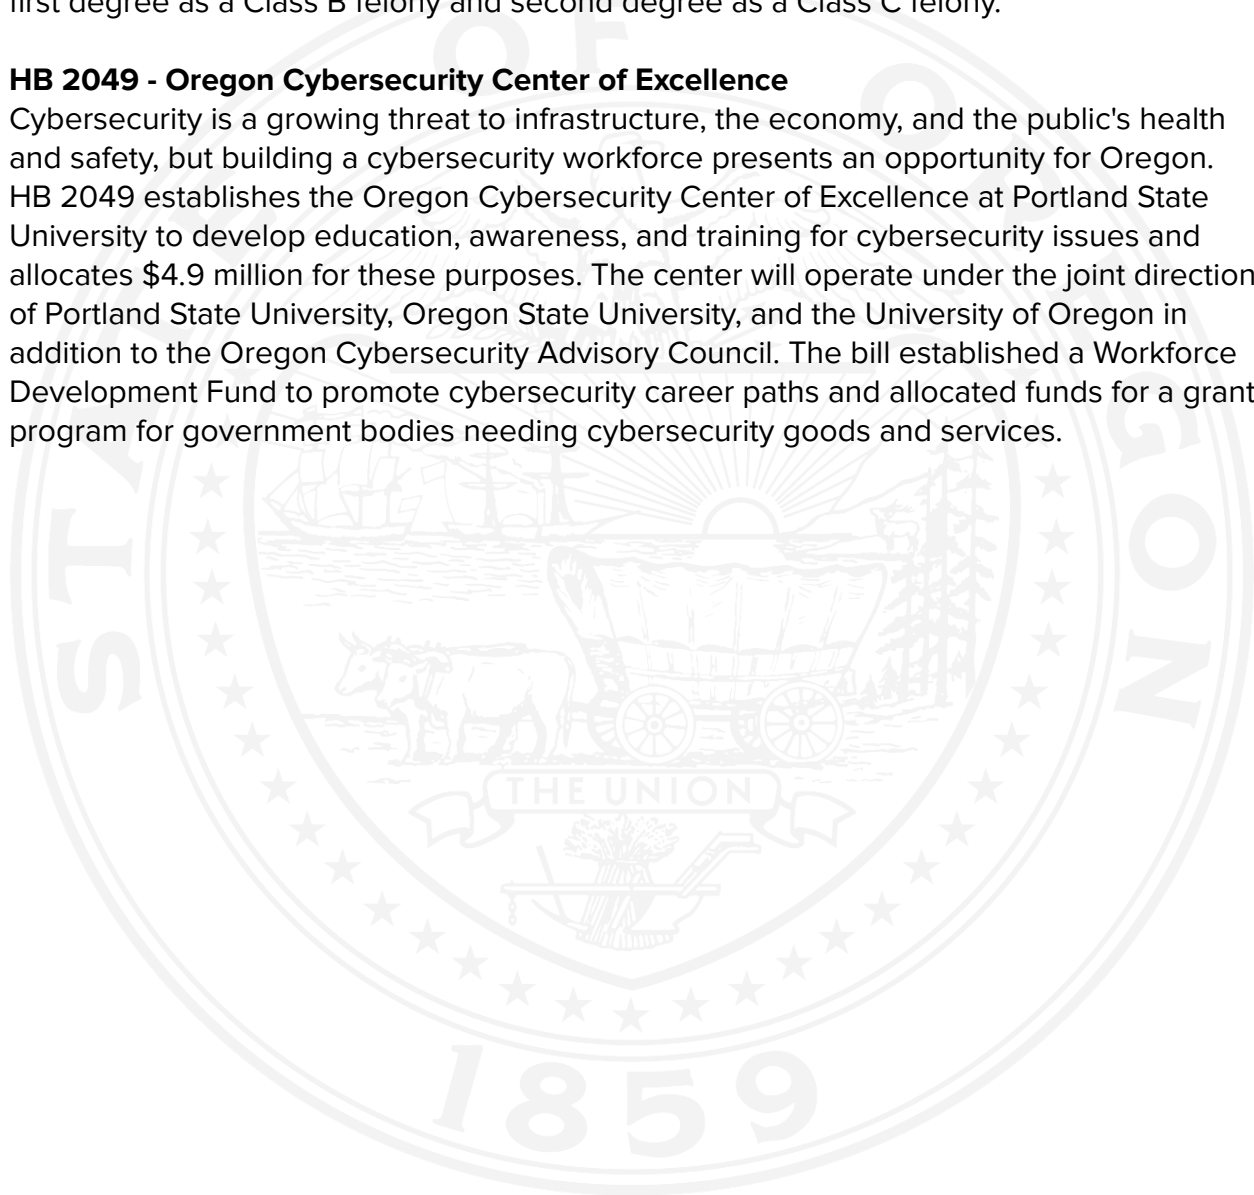 first degree as a Class B felony and second degree as a Class C felony.
HB 2049 - Oregon Cybersecurity Center of Excellence
Cybersecurity is a growing threat to infrastructure, the economy, and the public's health
and safety, but building a cybersecurity workforce presents an opportunity for Oregon.
HB 2049 establishes the Oregon Cybersecurity Center of Excellence at Portland State
University to develop education, awareness, and training for cybersecurity issues and
allocates $4.9 million for these purposes. The center will operate under the joint direction
of Portland State University, Oregon State University, and the University of Oregon in
addition to the Oregon Cybersecurity Advisory Council. The bill established a Workforce
Development Fund to promote cybersecurity career paths and allocated funds for a grant
program for government bodies needing cybersecurity goods and services.
STATE OF OREGON
THE UNION
1859